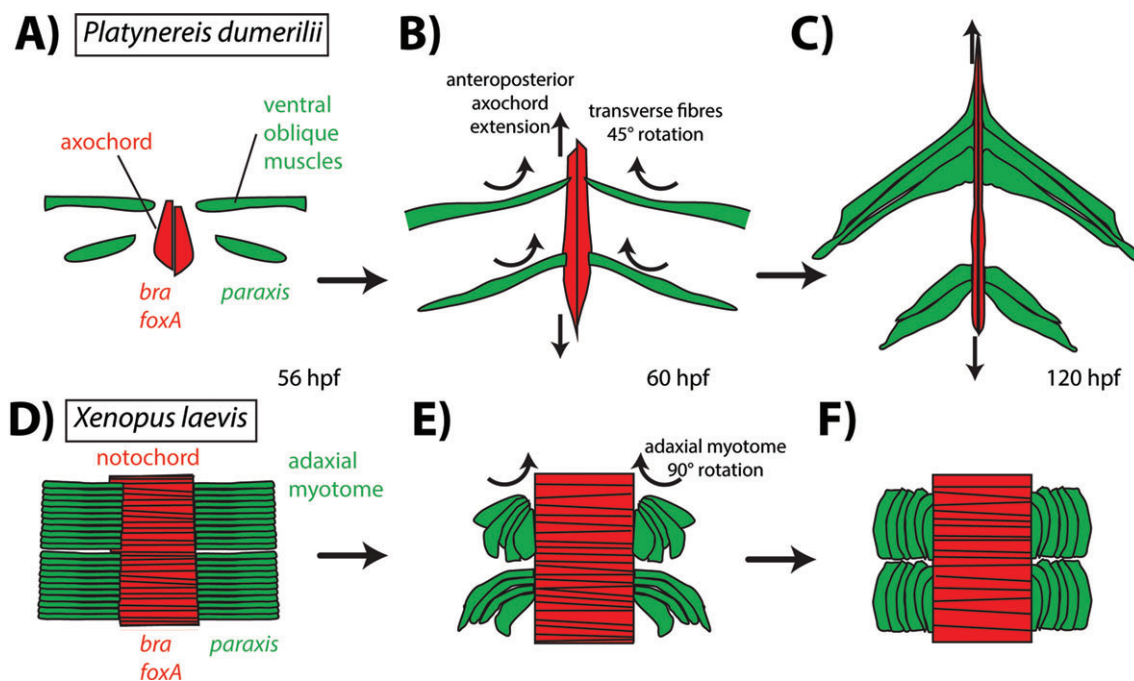 A) Platynereis dumerilii
ventral
oblique
muscles
axochord
bra
foxA
paraxis
56 hpf
B)
anteroposterior
axochord
extension
transverse fibres
45° rotation
60 hpf
C)
120 hpf
D) Xenopus laevis
notochord
adaxial
myotome
bra
foxA
paraxis
E)
adaxial myotome
90° rotation
F)